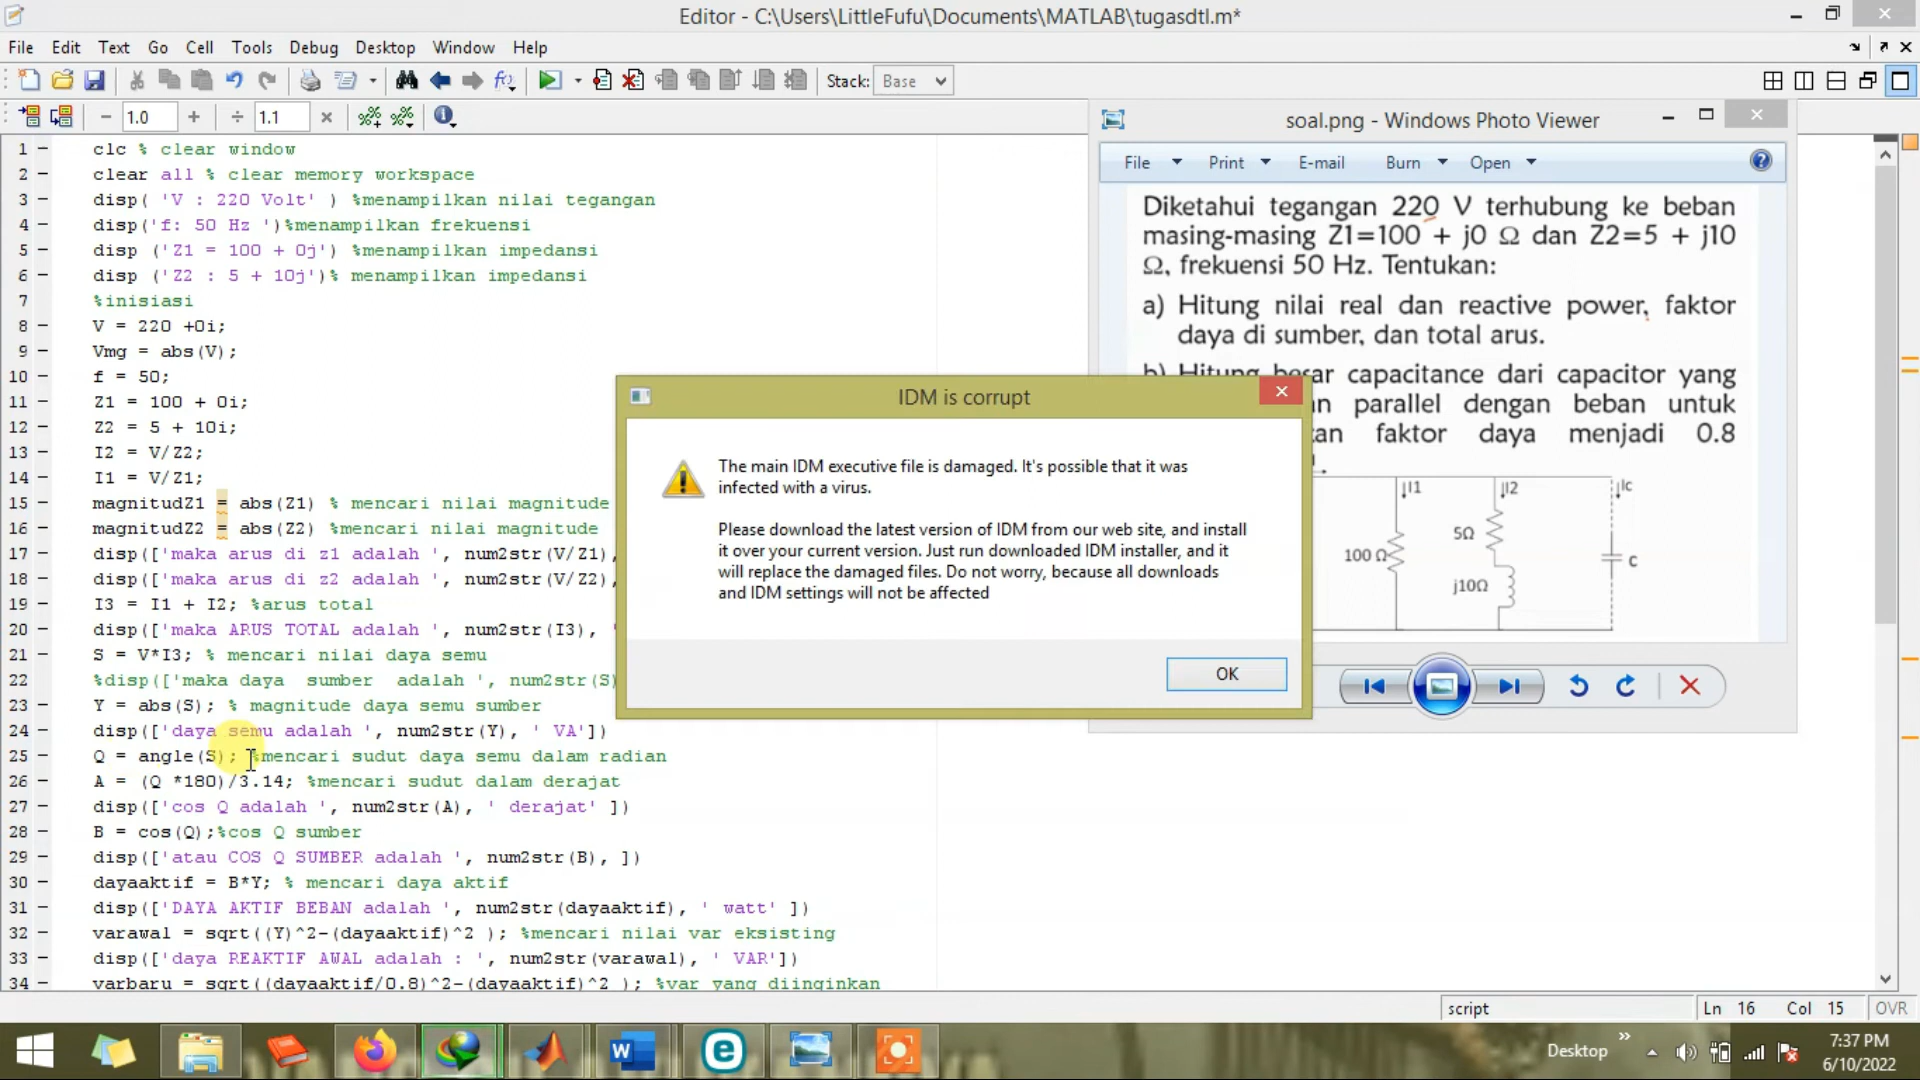 Editor - C:\Users\LittleFufu\Documents\MATLAB\tugasdtl.m*
File Edit Text Go Cell Tools Debug Desktop Window Help
Stack: Base
1.0
1.1
1 clc % clear window
2 clear all % clear memory workspace
3 disp( 'V : 220 Volt' ) %menampilkan nilai tegangan
4 disp('f: 50 Hz ')%menampilkan frekuensi
5 disp ('Z1 = 100 + 0j') %menampilkan impedansi
6 disp ('Z2 : 5 + 10j')% menampilkan impedansi
7 %inisiasi
8 V = 220 +0i;
9 Vmg = abs(V);
10 f = 50;
11 Z1 = 100 + 0i;
12 Z2 = 5 + 10i;
13 I2 = V/Z2;
14 I1 = V/Z1;
15 magnitudZ1 = abs(Z1) % mencari nilai magnitude
16 magnitudZ2 = abs(Z2) %mencari nilai magnitude
17 disp(['maka arus di z1 adalah ', num2str(V/Z1),
18 disp(['maka arus di z2 adalah ', num2str(V/Z2),
19 I3 = I1 + I2; %arus total
20 disp(['maka ARUS TOTAL adalah ', num2str(I3), '
21 S = V*I3; % mencari nilai daya semu
22 %disp(['maka daya sumber adalah ', num2str(S)
23 Y = abs(S); % magnitude daya semu sumber
24 disp(['daya semu adalah ', num2str(Y), ' VA'])
25 Q = angle(S); %mencari sudut daya semu dalam radian
26 A = (Q *180)/3.14; %mencari sudut dalam derajat
27 disp(['cos Q adalah ', num2str(A), ' derajat' ])
28 B = cos(Q);%cos Q sumber
29 disp(['atau COS Q SUMBER adalah ', num2str(B), ])
30 dayaaktif = B*Y; % mencari daya aktif
31 disp(['DAYA AKTIF BEBAN adalah ', num2str(dayaaktif), ' watt' ])
32 varawal = sqrt((Y)^2-(dayaaktif)^2 ); %mencari nilai var eksisting
33 disp(['daya REAKTIF AWAL adalah : ', num2str(varawal), ' VAR'])
34 varbaru = sqrt((dayaaktif/0.8)^2-(dayaaktif)^2 ); %var yang diinginkan
soal.png - Windows Photo Viewer
File Print E-mail Burn Open
Diketahui tegangan 220 V terhubung ke beban
masing-masing Z1=100 + j0 Ω dan Z2=5 + j10
Ω, frekuensi 50 Hz. Tentukan:
a) Hitung nilai real dan reactive power, faktor
daya di sumber, dan total arus.
b) Hitung besar capacitance dari capacitor yang
parallel dengan beban untuk
faktor daya menjadi 0.8
I1
I2
Ic
5Ω
100 Ω
C
j10Ω
IDM is corrupt
The main IDM executive file is damaged. It's possible that it was
infected with a virus.
Please download the latest version of IDM from our web site, and install
it over your current version. Just run downloaded IDM installer, and it
will replace the damaged files. Do not worry, because all downloads
and IDM settings will not be affected
OK
script Ln 16 Col 15 OVR
Desktop
7:37 PM
6/10/2022